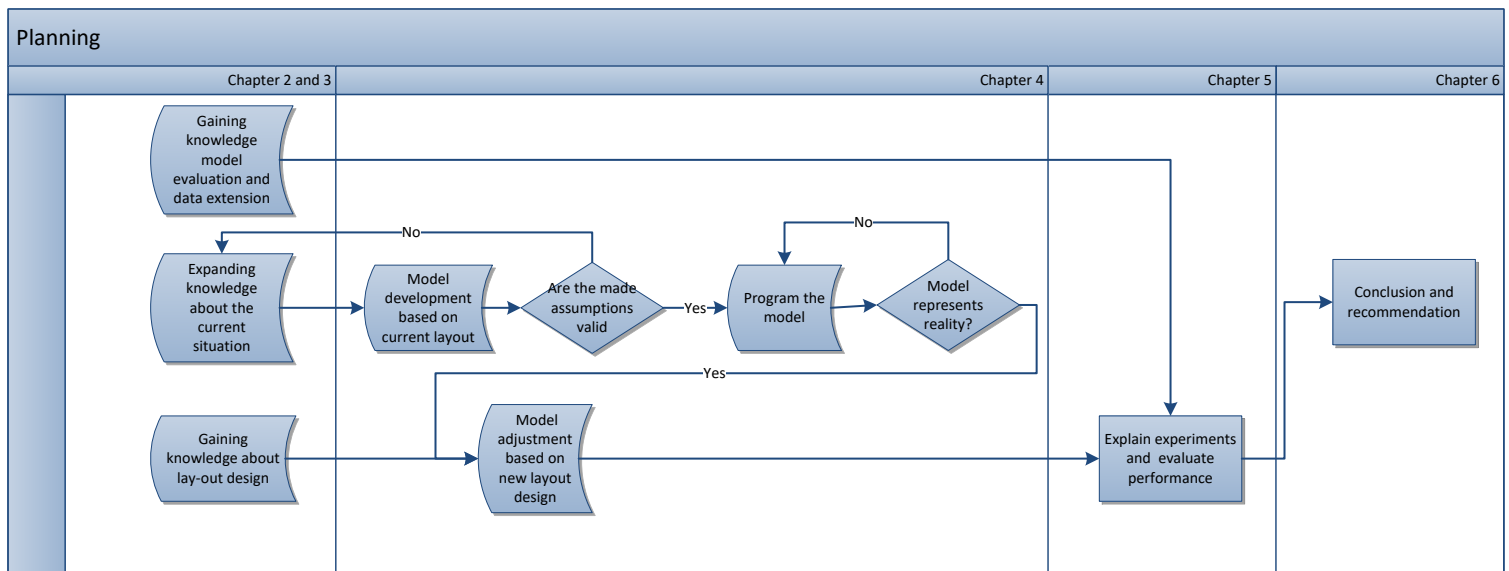 Planning
Chapter 2 and 3
Chapter 4
Chapter 5
Chapter 6
Gaining
knowledge
model
evaluation and
data extension
No
No
Expanding
knowledge
about the
current
situation
Model
development
based on
current layout
Are the made
assumptions
valid
Yes
Program the
model
Model
represents
reality?
Conclusion and
recommendation
Yes
Gaining
knowledge about
lay-out design
Model
adjustment
based on
new layout
design
Explain experiments
and evaluate
performance